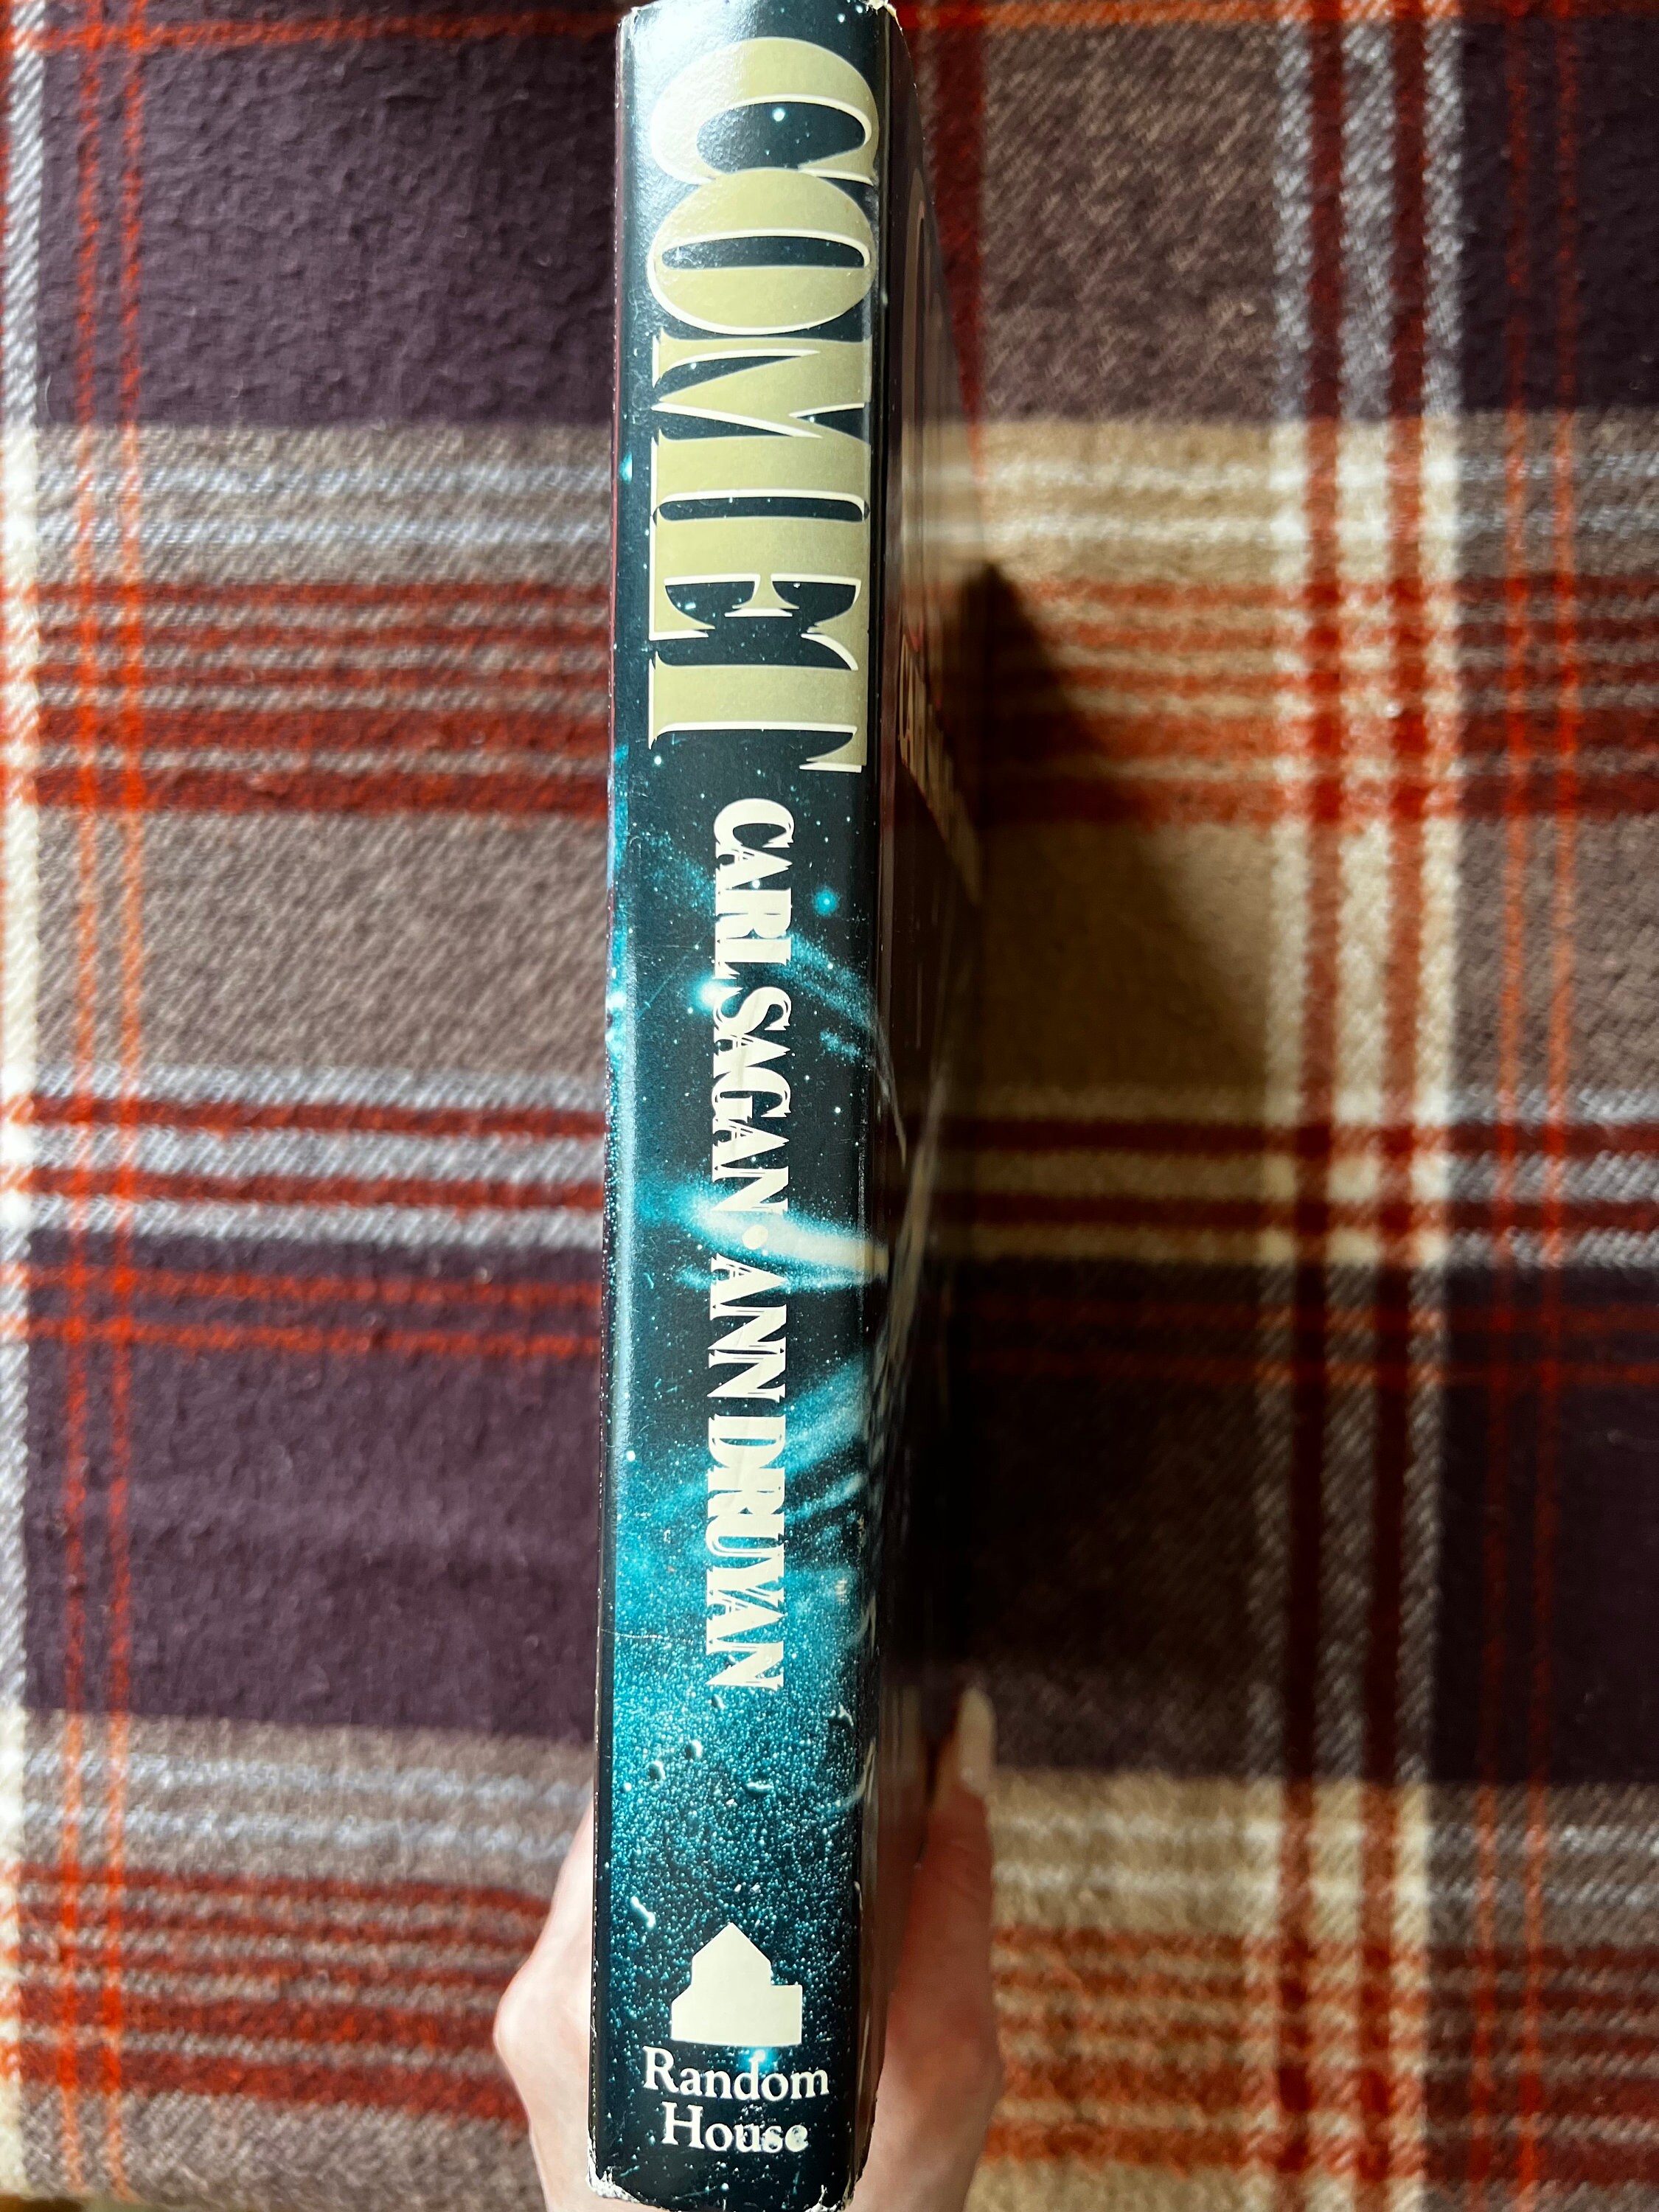 COMET
CARL SAGAN • ANN DRUYAN
Random
House